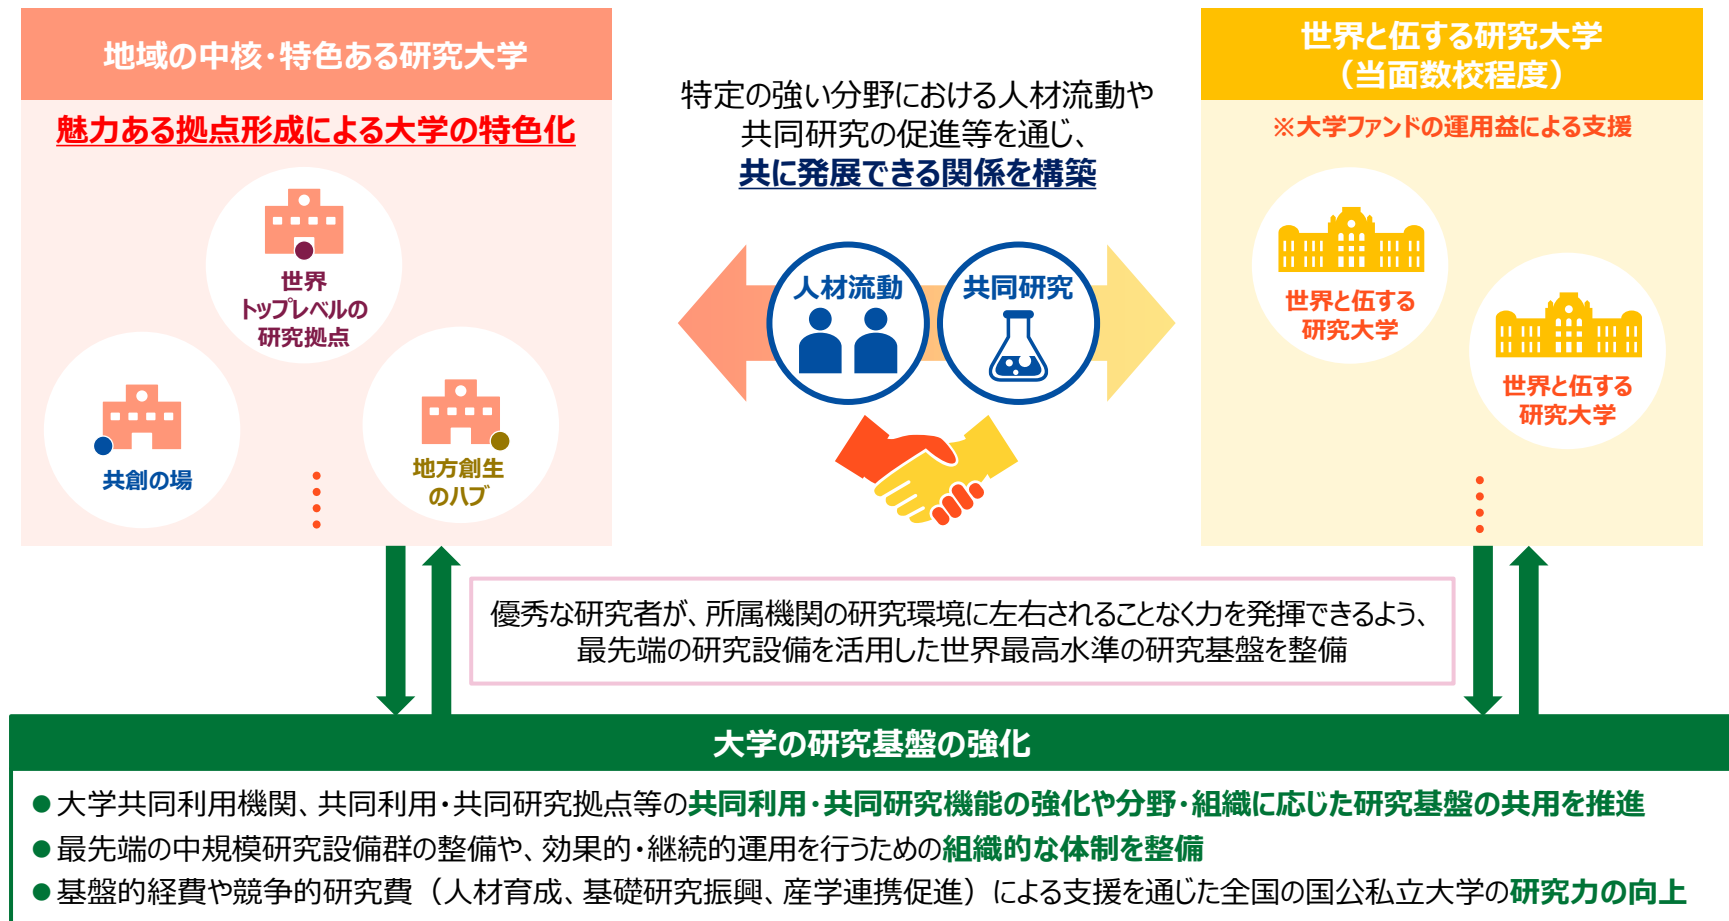 地域の中核・特色ある研究大学
魅力ある拠点形成による大学の特色化
世界
トップレベルの
研究拠点
共創の場
地方創生
のハブ
特定の強い分野における人材流動や
共同研究の促進等を通じ、
共に発展できる関係を構築
人材流動
共同研究
世界と伍する研究大学
（当面数校程度）
※大学ファンドの運用益による支援
世界と伍する
研究大学
世界と伍する
研究大学
優秀な研究者が、所属機関の研究環境に左右されることなく力を発揮できるよう、
最先端の研究設備を活用した世界最高水準の研究基盤を整備
大学の研究基盤の強化
●大学共同利用機関、共同利用・共同研究拠点等の共同利用・共同研究機能の強化や分野・組織に応じた研究基盤の共用を推進
●最先端の中規模研究設備群の整備や、効果的・継続的運用を行うための組織的な体制を整備
●基盤的経費や競争的研究費（人材育成、基礎研究振興、産学連携促進）による支援を通じた全国の国公私立大学の研究力の向上